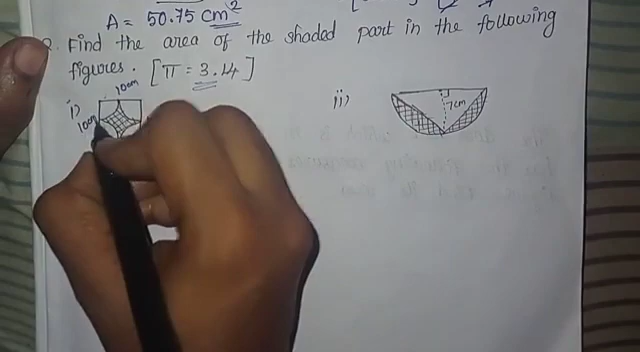 A = 50.75 cm²
Find the area of the shaded part in the following
figures. [π = 3.14]
i) 10cm
10cm
ii) 7cm